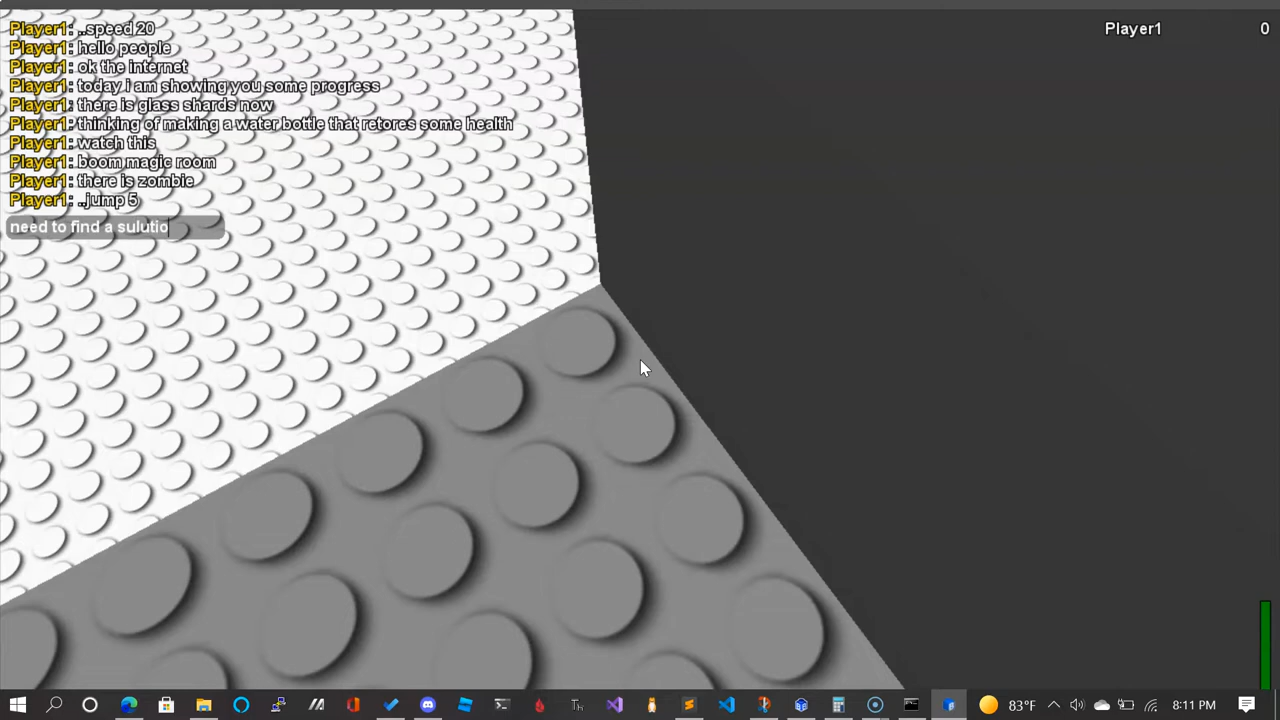 Player1: ..speed 20
Player1: hello people
Player1: ok the internet
Player1: today i am showing you some progress
Player1: there is glass shards now
Player1: thinking of making a water bottle that retores some health
Player1: watch this
Player1: boom magic room
Player1: there is zombie
Player1: ..jump 5
need to find a sulutio
Player1 0
Th
83°F 8:11 PM